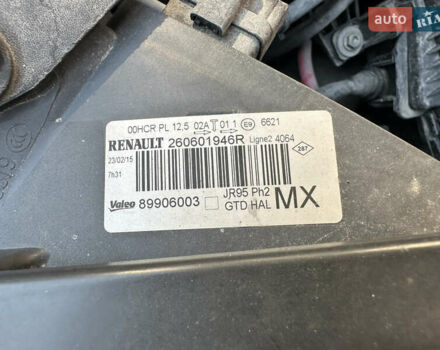 auto RIA
00HCR PL 12,5 02A 01 1 E9 6621
RENAULT 260601946R Ligne2 4064
23/02/15
7h31
287
Valeo 89906003 JR95 Ph2
GTD HAL MX